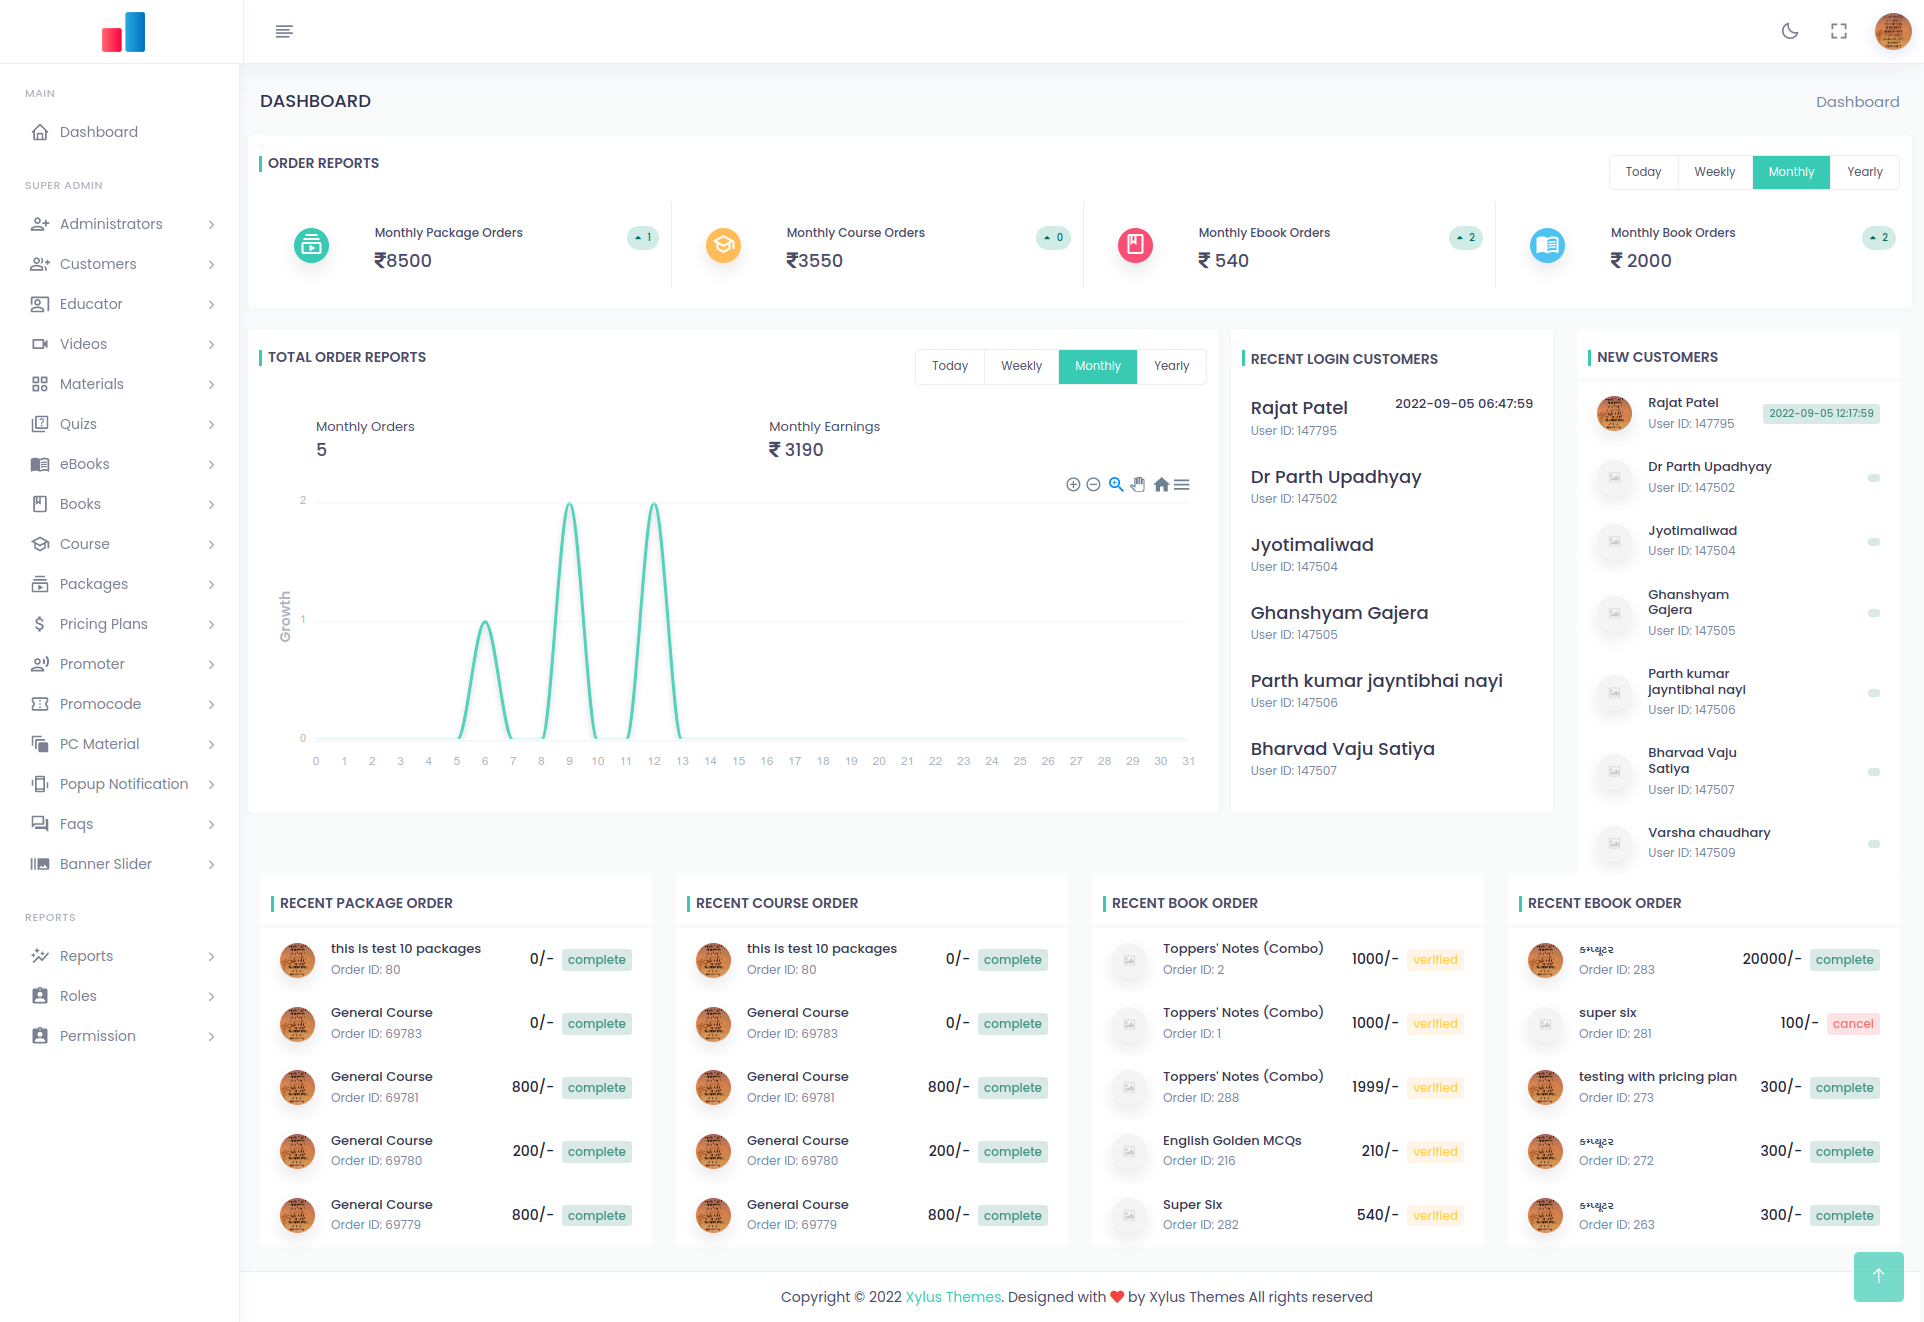 MAIN
Dashboard
SUPER ADMIN
Administrators
Customers
Educator
Videos
Materials
Quizs
eBooks
Books
Course
Packages
Pricing Plans
Promoter
Promocode
PC Material
Popup Notification
Faqs
Banner Slider
REPORTS
Reports
Roles
Permission
DASHBOARD
Dashboard
ORDER REPORTS
Today Weekly Monthly Yearly
Monthly Package Orders
1
₹8500
Monthly Course Orders
0
₹3550
Monthly Ebook Orders
2
₹ 540
Monthly Book Orders
2
₹ 2000
TOTAL ORDER REPORTS
Today Weekly Monthly Yearly
Monthly Orders
5
Monthly Earnings
₹ 3190
Growth
2
1
0
0 1 2 3 4 5 6 7 8 9 10 11 12 13 14 15 16 17 18 19 20 21 22 23 24 25 26 27 28 29 30 31
RECENT LOGIN CUSTOMERS
Rajat Patel 2022-09-05 06:47:59
User ID: 147795
Dr Parth Upadhyay
User ID: 147502
Jyotimaliwad
User ID: 147504
Ghanshyam Gajera
User ID: 147505
Parth kumar jayntibhai nayi
User ID: 147506
Bharvad Vaju Satiya
User ID: 147507
NEW CUSTOMERS
Rajat Patel
User ID: 147795
2022-09-05 12:17:59
Dr Parth Upadhyay
User ID: 147502
Jyotimaliwad
User ID: 147504
Ghanshyam
Gajera
User ID: 147505
Parth kumar
jayntibhai nayi
User ID: 147506
Bharvad Vaju
Satiya
User ID: 147507
Varsha chaudhary
User ID: 147509
RECENT PACKAGE ORDER
this is test 10 packages
Order ID: 80
0/- complete
General Course
Order ID: 69783
0/- complete
General Course
Order ID: 69781
800/- complete
General Course
Order ID: 69780
200/- complete
General Course
Order ID: 69779
800/- complete
RECENT COURSE ORDER
this is test 10 packages
Order ID: 80
0/- complete
General Course
Order ID: 69783
0/- complete
General Course
Order ID: 69781
800/- complete
General Course
Order ID: 69780
200/- complete
General Course
Order ID: 69779
800/- complete
RECENT BOOK ORDER
Toppers' Notes (Combo)
Order ID: 2
1000/- verified
Toppers' Notes (Combo)
Order ID: 1
1000/- verified
Toppers' Notes (Combo)
Order ID: 288
1999/- verified
English Golden MCQs
Order ID: 216
210/- verified
Super Six
Order ID: 282
540/- verified
RECENT EBOOK ORDER
કમ્પ્યૂટર
Order ID: 283
20000/- complete
super six
Order ID: 281
100/- cancel
testing with pricing plan
Order ID: 273
300/- complete
કમ્પ્યૂટર
Order ID: 272
300/- complete
કમ્પ્યૂટર
Order ID: 263
300/- complete
Copyright © 2022 Xylus Themes. Designed with ❤ by Xylus Themes All rights reserved